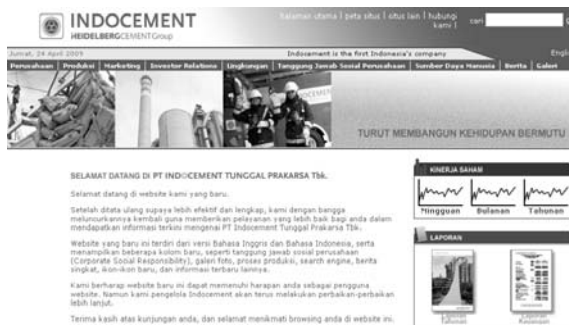 INDOCEMENT
HEIDELBERGCEMENT Group
halaman utama | peta situs | situs lain | hubungi kami |
cari
Jumat, 24 April 2009
Indocement is the first Indonesia's company
Engli
Perusahaan | Produksi | Marketing | Investor Relations | Lingkungan | Tanggung Jawab Sosial Perusahaan | Sumber Daya Manusia | Berita | Galeri
TURUT MEMBANGUN KEHIDUPAN BERMUTU
SELAMAT DATANG DI PT INDOCEMENT TUNGGAL PRAKARSA Tbk.
Selamat datang di website kami yang baru.
Setelah ditata ulang supaya lebih efektif dan lengkap, kami dengan bangga
meluncurkannya kembali guna memberikan pelayanan yang lebih baik bagi anda dalam
mendapatkan informasi terkini mengenai PT Indocement Tunggal Prakarsa Tbk.
Website yang baru ini terdiri dari versi Bahasa Inggris dan Bahasa Indonesia, serta
menampilkan beberapa kolom baru, seperti tanggung jawab sosial perusahaan
(Corporate Social Responsibility), galeri foto, proses produksi, search engine, berita
singkat, ikon-ikon baru, dan informasi terbaru lainnya.
Kami berharap website baru ini dapat memenuhi harapan anda sebagai pengguna
website. Namun kami pengelola Indocement akan terus melakukan perbaikan-perbaikan
lebih lanjut.
Terima kasih atas kunjungan anda, dan selamat menikmati browsing anda di website ini.
KINERJA SAHAM
Mingguan Bulanan Tahunan
LAPORAN
Laporan Tahunan
Laporan Keuangan